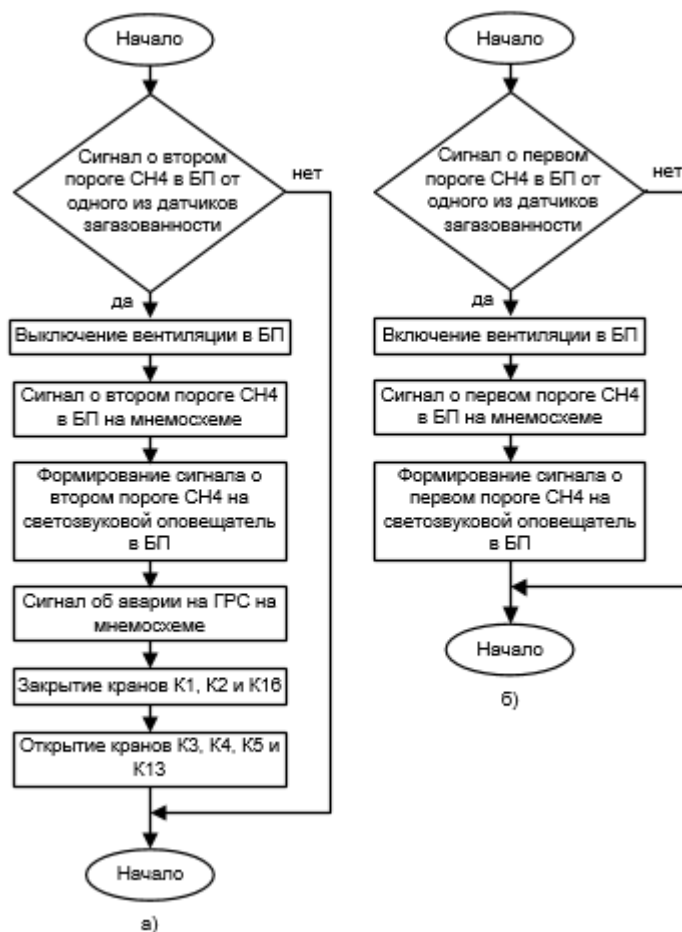 Начало
Сигнал о втором
пороге CH4 в БП от
одного из датчиков
загазованности
нет
да
Выключение вентиляции в БП
Сигнал о втором пороге CH4
в БП на мнемосхеме
Формирование сигнала о
втором пороге CH4 на
светозвуковой оповещатель
в БП
Сигнал об аварии на ГРС на
мнемосхеме
Закрытие кранов К1, К2 и К16
Открытие кранов К3, К4, К5 и
К13
Начало
а)
Начало
Сигнал о первом
пороге CH4 в БП от
одного из датчиков
загазованности
нет
да
Включение вентиляции в БП
Сигнал о первом пороге CH4
в БП на мнемосхеме
Формирование сигнала о
первом пороге CH4 на
светозвуковой оповещатель
в БП
Начало
б)